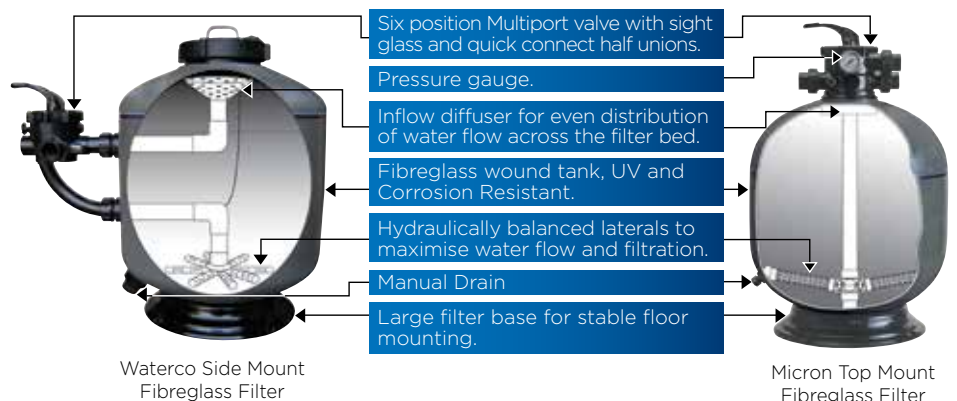 Six position Multiport valve with sight
glass and quick connect half unions.
Pressure gauge.
Inflow diffuser for even distribution
of water flow across the filter bed.
Fibreglass wound tank, UV and
Corrosion Resistant.
Hydraulically balanced laterals to
maximise water flow and filtration.
Manual Drain
Large filter base for stable floor
mounting.
Waterco Side Mount
Fibreglass Filter
Micron Top Mount
Fibreglass Filter